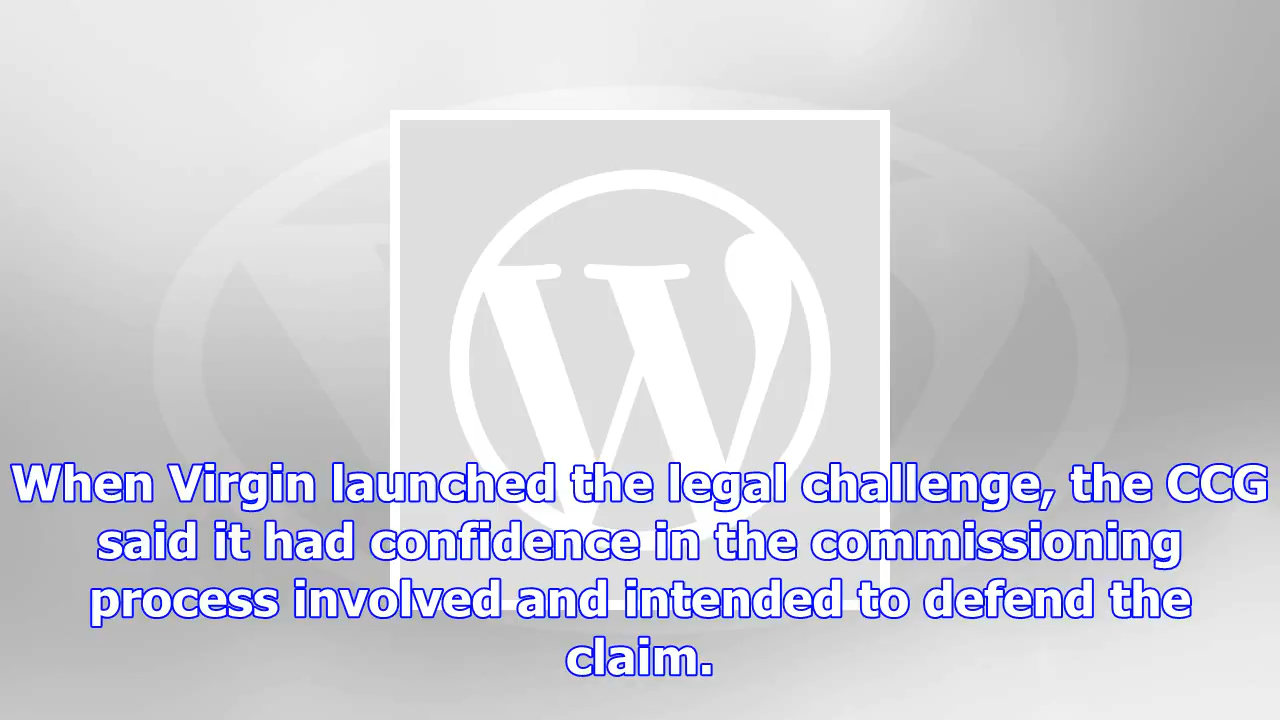 When Virgin launched the legal challenge, the CCG
said it had confidence in the commissioning
process involved and intended to defend the
claim.